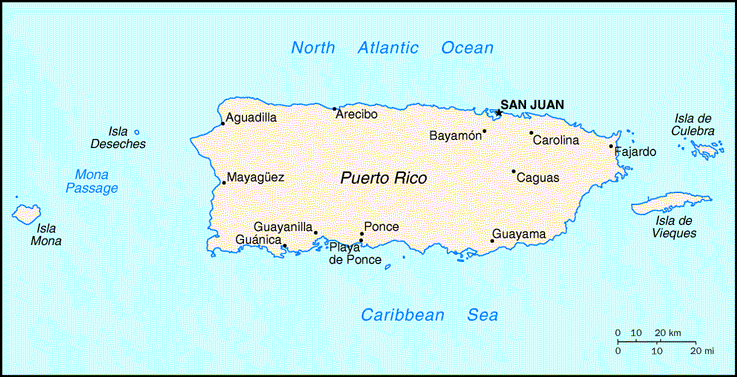 North Atlantic Ocean
SAN JUAN
Aguadilla
Arecibo
Isla de
Culebra
Isla
Deseches
Bayamón
Carolina
Fajardo
Mona
Passage
Mayagüez
Puerto Rico
Caguas
Isla
Mona
Guayanilla
Ponce
Isla de
Vieques
Guánica
Playa
de Ponce
Guayama
Caribbean Sea
0 10 20 km
0 10 20 mi